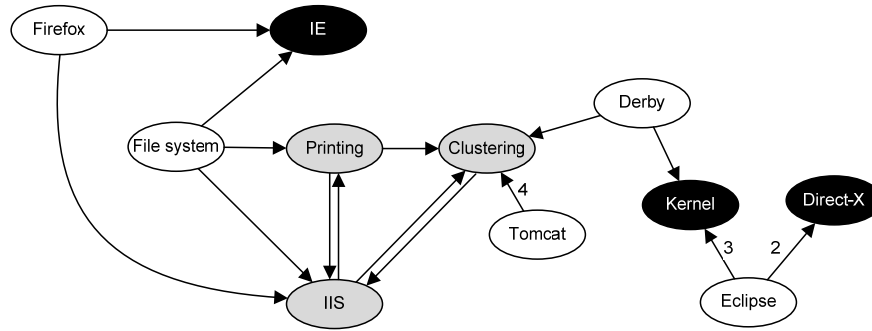 Firefox
IE
Derby
File system
Printing
Clustering
4
Tomcat
Kernel
Direct-X
3
2
IIS
Eclipse